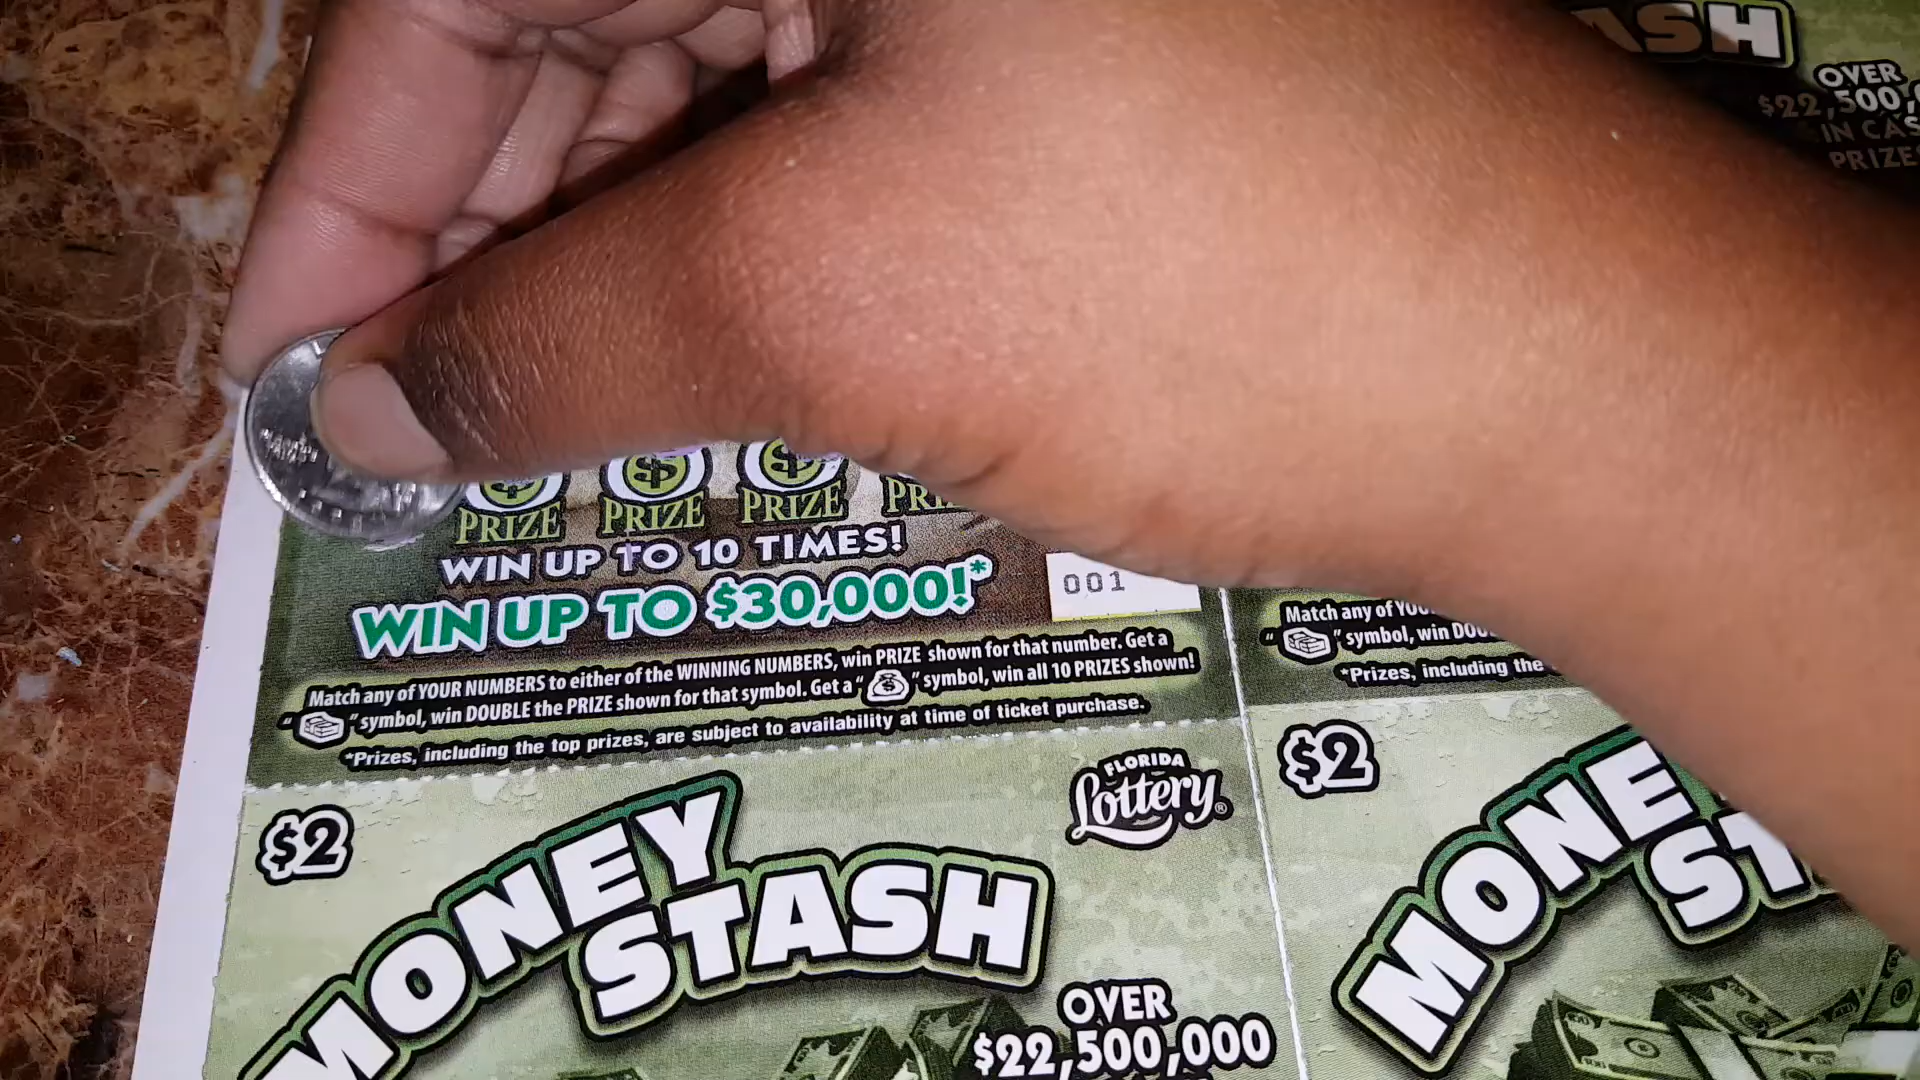 ASH
OVER
$22,500,
IN CAS
PRIZE
PRIZE PRIZE PRIZE PRI
WIN UP TO 10 TIMES!
WIN UP TO $30,000!*
001
Match any of YOUR NUMBERS to either of the WINNING NUMBERS, win PRIZE shown for that number. Get a
" " symbol, win DOUBLE the PRIZE shown for that symbol. Get a " " symbol, win all 10 PRIZES shown!
*Prizes, including the top prizes, are subject to availability at time of ticket purchase.
Match any of YOU
" " symbol, win DOU
*Prizes, including the
$2
FLORIDA
Lottery®
MONEY
STASH
OVER
$22,500,000
$2
MONE
ST